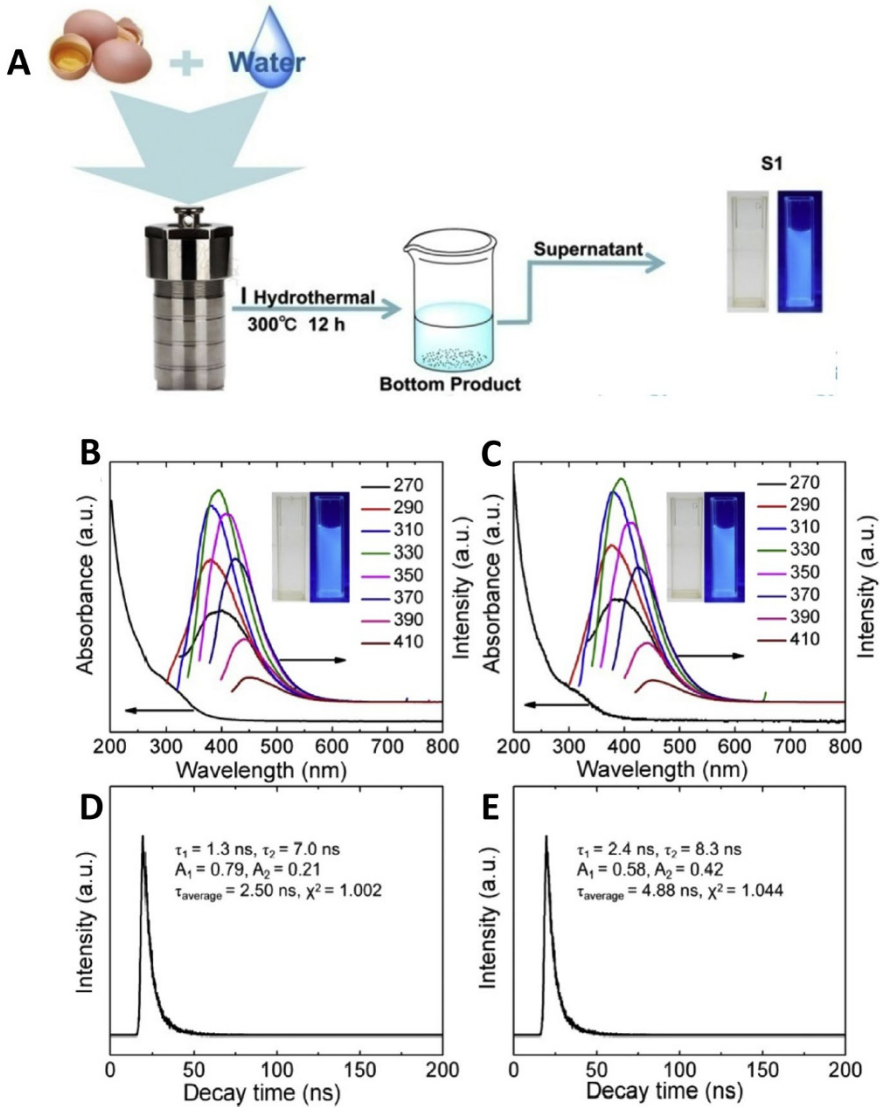 A
Water
S1
Supernatant
I Hydrothermal
300℃ 12 h
Bottom Product
B
Absorbance (a.u.)
Intensity (a.u.)
270
290
310
330
350
370
390
410
200 300 400 500 600 700 800
Wavelength (nm)
C
Absorbance (a.u.)
Intensity (a.u.)
270
290
310
330
350
370
390
410
200 300 400 500 600 700 800
Wavelength (nm)
D
Intensity (a.u.)
τ₁ = 1.3 ns, τ₂ = 7.0 ns
A₁ = 0.79, A₂ = 0.21
τaverage = 2.50 ns, χ² = 1.002
0 50 100 150 200
Decay time (ns)
E
Intensity (a.u.)
τ₁ = 2.4 ns, τ₂ = 8.3 ns
A₁ = 0.58, A₂ = 0.42
τaverage = 4.88 ns, χ² = 1.044
0 50 100 150 200
Decay time (ns)